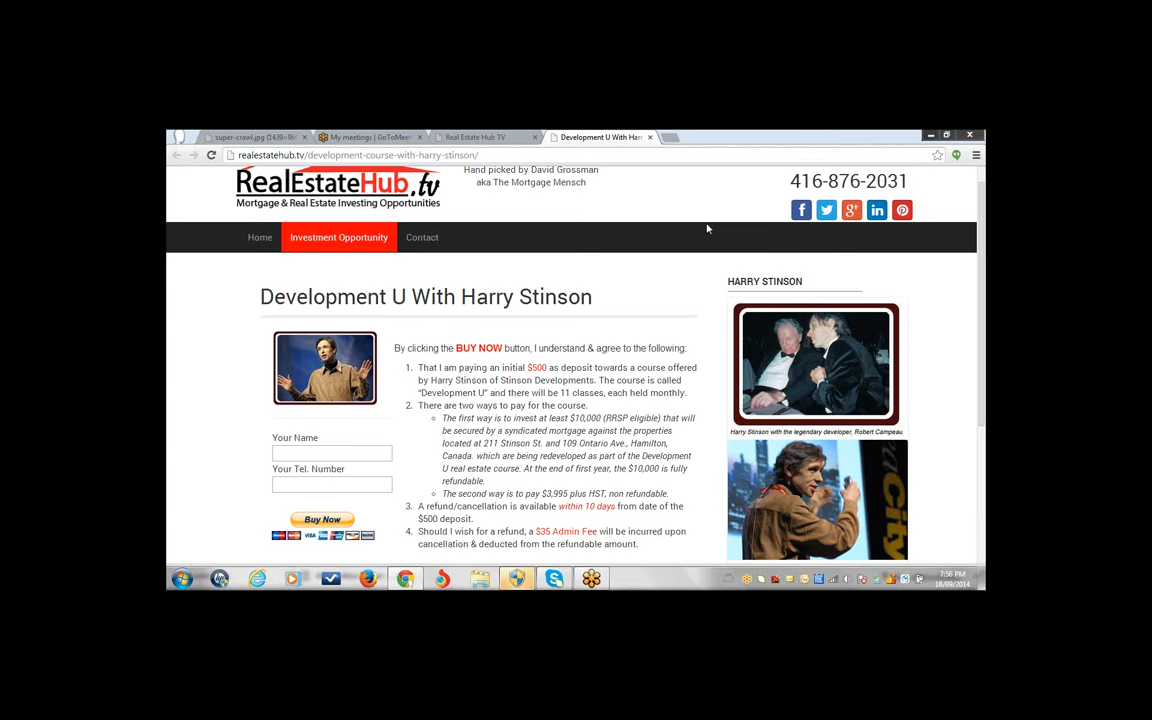 super-crawl.jpg (1439×9
My meetings | GoToMee
Real Estate Hub TV
Development U With Har
realestatehub.tv/development-course-with-harry-stinson/
RealEstateHub.tv
Mortgage & Real Estate Investing Opportunities
Hand picked by David Grossman
aka The Mortgage Mensch
416-876-2031
Home
Investment Opportunity
Contact
Development U With Harry Stinson
Your Name
Your Tel. Number
Buy Now
By clicking the BUY NOW button, I understand & agree to the following:
1. That I am paying an initial $500 as deposit towards a course offered
by Harry Stinson of Stinson Developments. The course is called
“Development U” and there will be 11 classes, each held monthly.
2. There are two ways to pay for the course.
The first way is to invest at least $10,000 (RRSP eligible) that will
be secured by a syndicated mortgage against the properties
located at 211 Stinson St. and 109 Ontario Ave., Hamilton,
Canada. which are being redeveloped as part of the Development
U real estate course. At the end of first year, the $10,000 is fully
refundable.
The second way is to pay $3,995 plus HST, non refundable.
3. A refund/cancellation is available within 10 days from date of the
$500 deposit.
4. Should I wish for a refund, a $35 Admin Fee will be incurred upon
cancellation & deducted from the refundable amount.
HARRY STINSON
Harry Stinson with the legendary developer, Robert Campeau
7:56 PM
18/09/2014